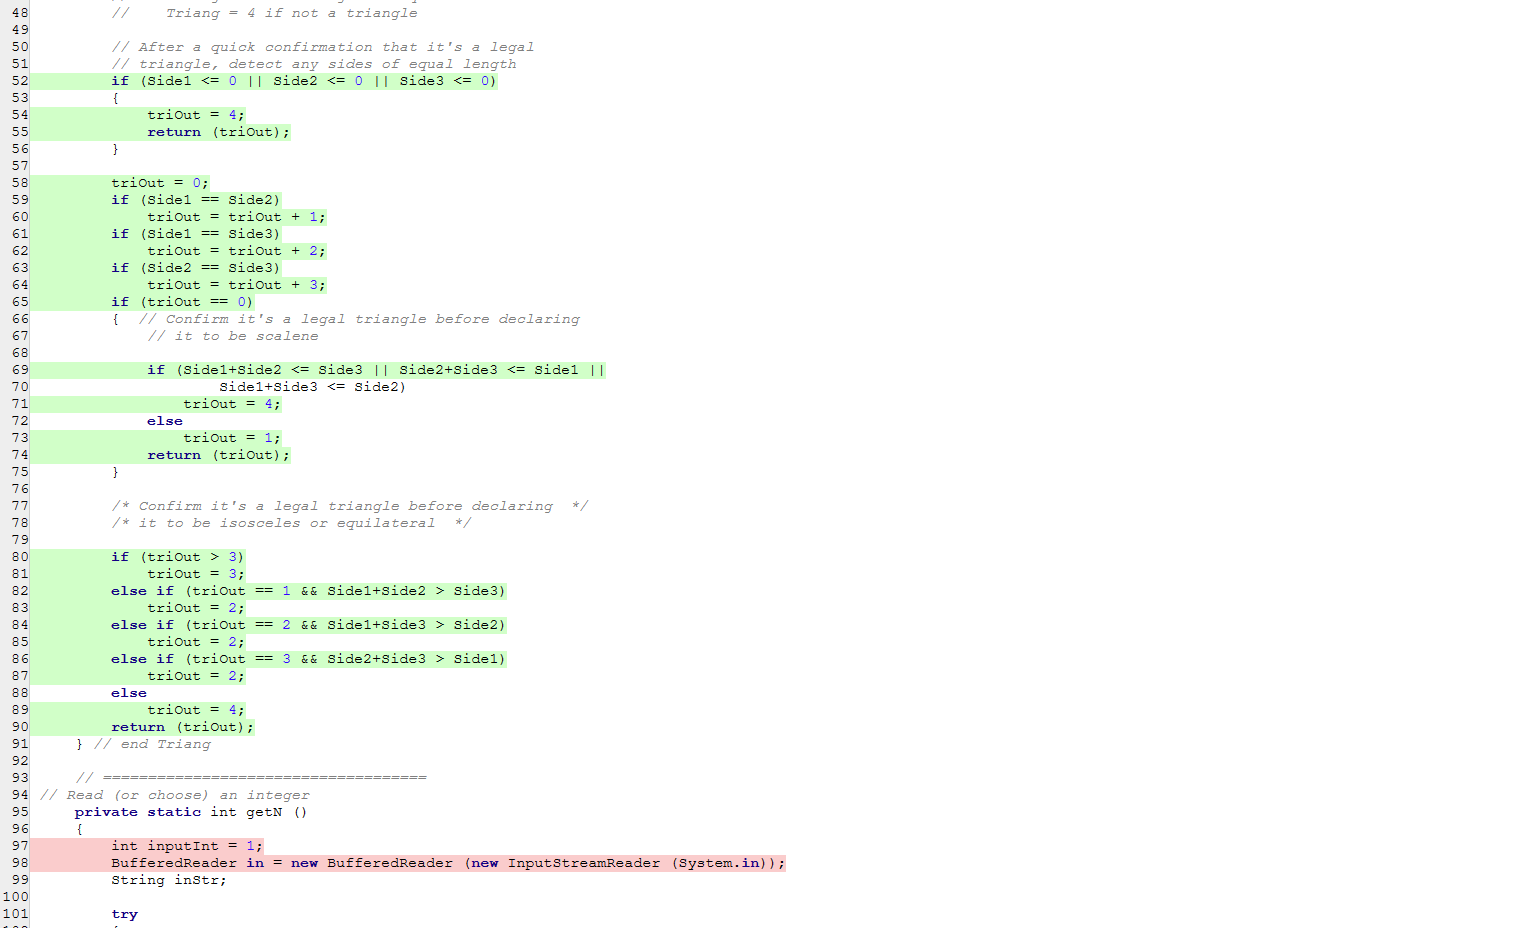 48 // Triang = 4 if not a triangle
49
50 // After a quick confirmation that it's a legal
51 // triangle, detect any sides of equal length
52 if (Side1 <= 0 || Side2 <= 0 || Side3 <= 0)
53 {
54 triOut = 4;
55 return (triOut);
56 }
57
58 triOut = 0;
59 if (Side1 == Side2)
60 triOut = triOut + 1;
61 if (Side1 == Side3)
62 triOut = triOut + 2;
63 if (Side2 == Side3)
64 triOut = triOut + 3;
65 if (triOut == 0)
66 { // Confirm it's a legal triangle before declaring
67 // it to be scalene
68
69 if (Side1+Side2 <= Side3 || Side2+Side3 <= Side1 ||
70 Side1+Side3 <= Side2)
71 triOut = 4;
72 else
73 triOut = 1;
74 return (triOut);
75 }
76
77 /* Confirm it's a legal triangle before declaring */
78 /* it to be isosceles or equilateral */
79
80 if (triOut > 3)
81 triOut = 3;
82 else if (triOut == 1 && Side1+Side2 > Side3)
83 triOut = 2;
84 else if (triOut == 2 && Side1+Side3 > Side2)
85 triOut = 2;
86 else if (triOut == 3 && Side2+Side3 > Side1)
87 triOut = 2;
88 else
89 triOut = 4;
90 return (triOut);
91 } // end Triang
92
93 // ====================================
94 // Read (or choose) an integer
95 private static int getN ()
96 {
97 int inputInt = 1;
98 BufferedReader in = new BufferedReader (new InputStreamReader (System.in));
99 String inStr;
100
101 try